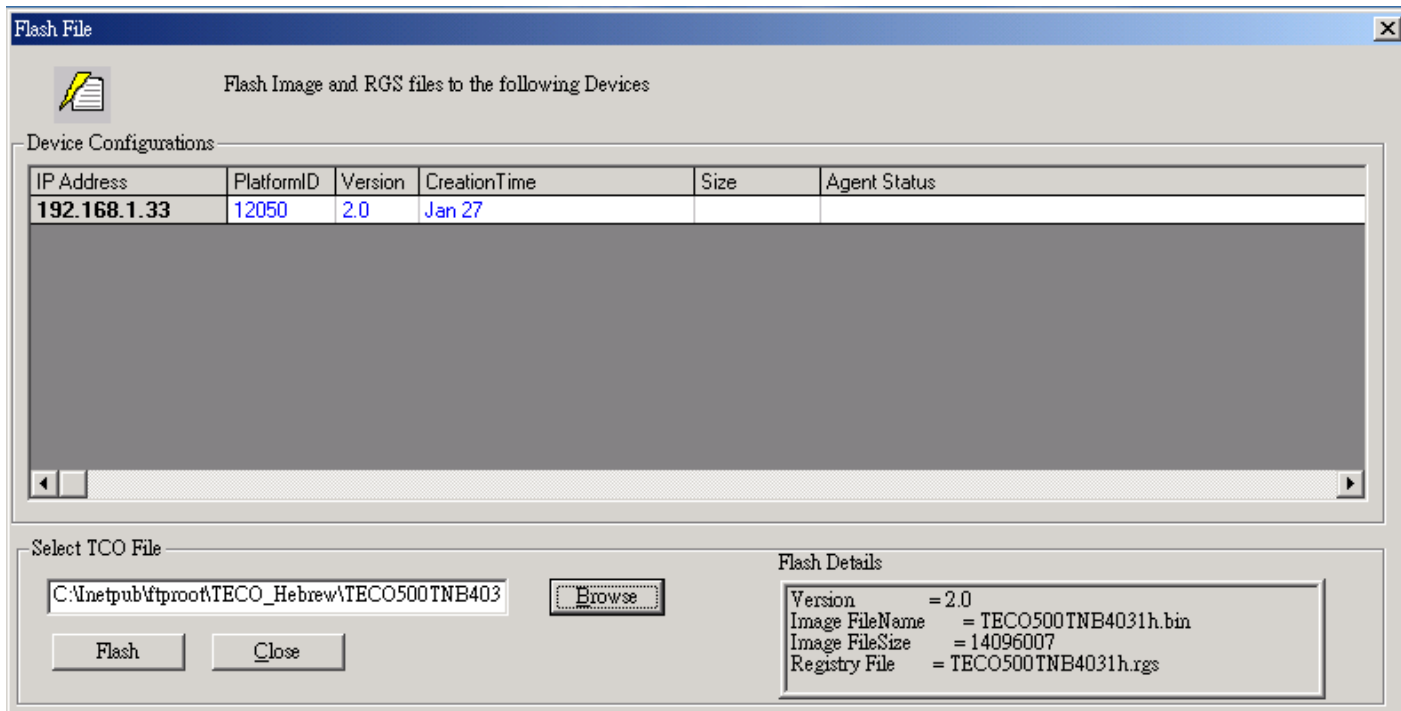 Flash File
Flash Image and RGS files to the following Devices
Device Configurations
IP Address PlatformID Version CreationTime Size Agent Status
192.168.1.33 12050 2.0 Jan 27
Select TCO File
C:\Inetpub\ftproot\TECO_Hebrew\TECO500TNB403
Browse
Flash
Close
Flash Details
Version = 2.0
Image FileName = TECO500TNB4031h.bin
Image FileSize = 14096007
Registry File = TECO500TNB4031h.rgs